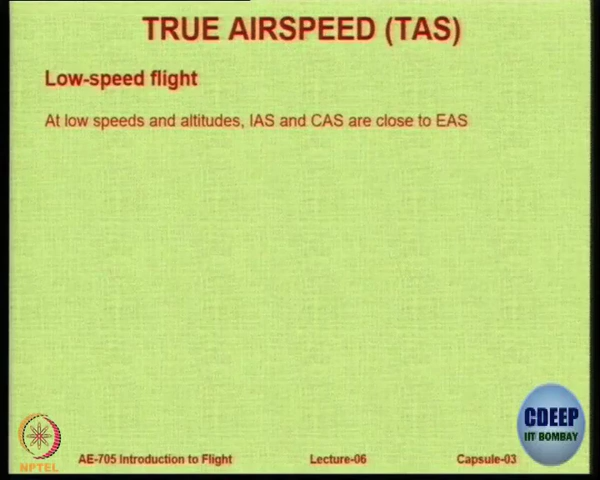 TRUE AIRSPEED (TAS)
Low-speed flight
At low speeds and altitudes, IAS and CAS are close to EAS
CDEEP
IIT BOMBAY
NPTEL
AE-705 Introduction to Flight
Lecture-06
Capsule-03